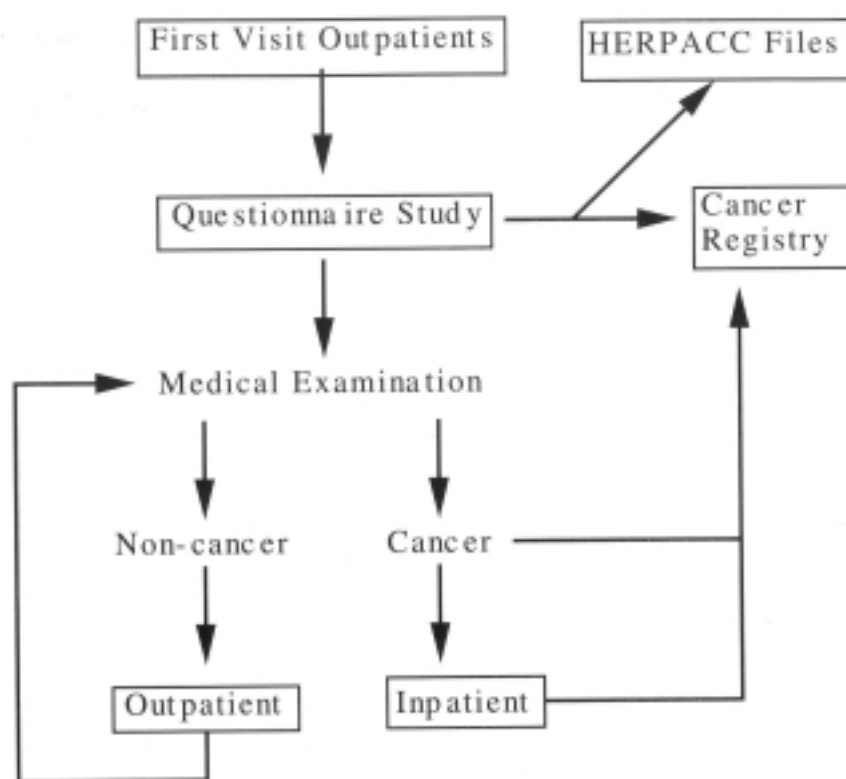 First Visit Outpatients
HERPACC Files
Questionnaire Study
Cancer
Registry
Medical Examination
Non-cancer
Cancer
Outpatient
Inpatient